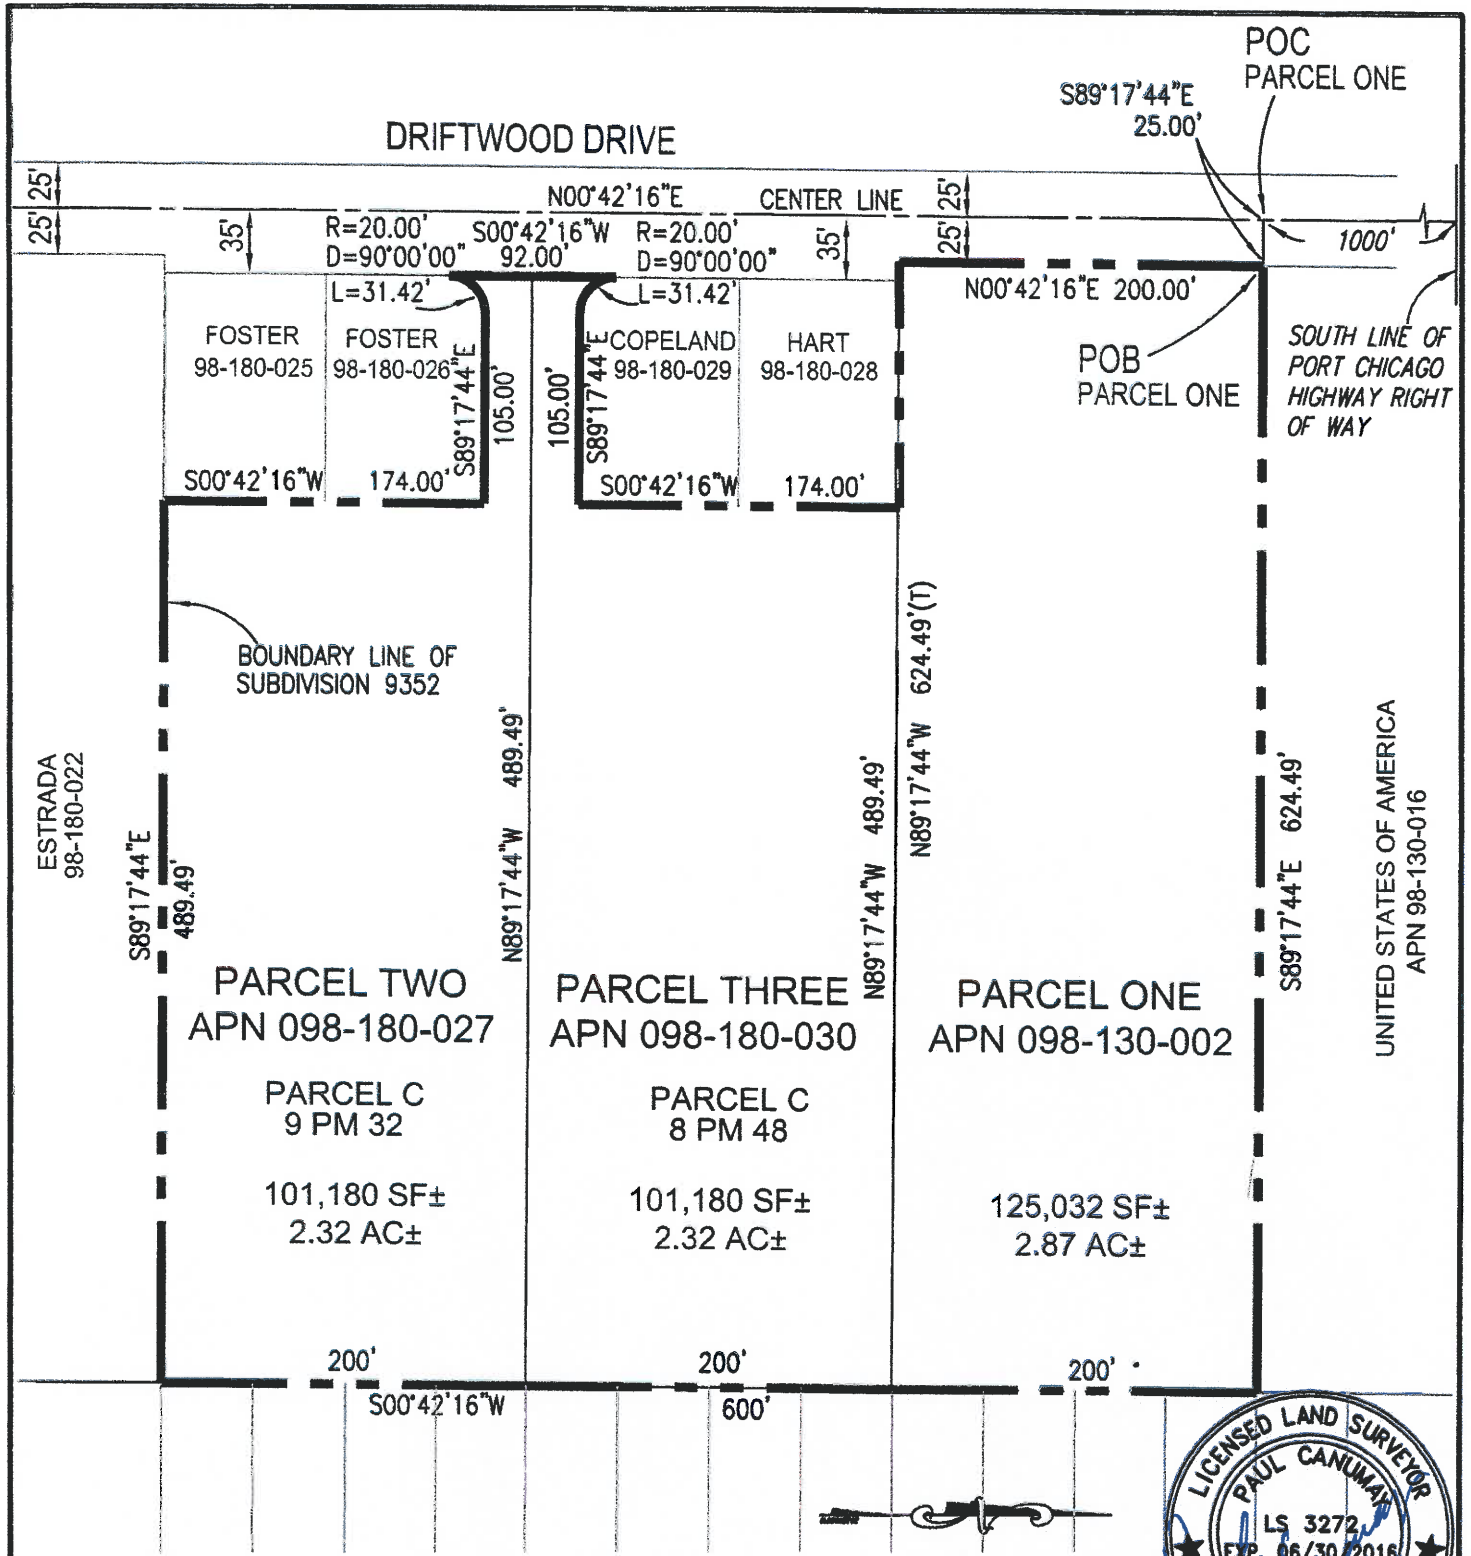 POC
PARCEL ONE
S89°17'44"E
25.00'
DRIFTWOOD DRIVE
25'
25'
N00°42'16"E
CENTER LINE
25'
25'
35'
R=20.00'
D=90°00'00"
S00°42'16"W
92.00'
R=20.00'
D=90°00'00"
35'
1000'
L=31.42'
L=31.42'
N00°42'16"E 200.00'
FOSTER
98-180-025
FOSTER
98-180-026
S89°17'44"E
105.00'
105.00'
S89°17'44"E
COPELAND
98-180-029
HART
98-180-028
POB
PARCEL ONE
SOUTH LINE OF
PORT CHICAGO
HIGHWAY RIGHT
OF WAY
S00°42'16"W 174.00'
S00°42'16"W 174.00'
BOUNDARY LINE OF
SUBDIVISION 9352
ESTRADA
98-180-022
S89°17'44"E
489.49'
N89°17'44"W 489.49'
N89°17'44"W 489.49'
N89°17'44"W 624.49'(T)
S89°17'44"E 624.49'
UNITED STATES OF AMERICA
APN 98-130-016
PARCEL TWO
APN 098-180-027
PARCEL C
9 PM 32
101,180 SF±
2.32 AC±
PARCEL THREE
APN 098-180-030
PARCEL C
8 PM 48
101,180 SF±
2.32 AC±
PARCEL ONE
APN 098-130-002
125,032 SF±
2.87 AC±
200'
200'
200'
S00°42'16"W
600'
LICENSED LAND SURVEYOR
PAUL CANUMAY
LS 3272
EXP. 06/30/2016